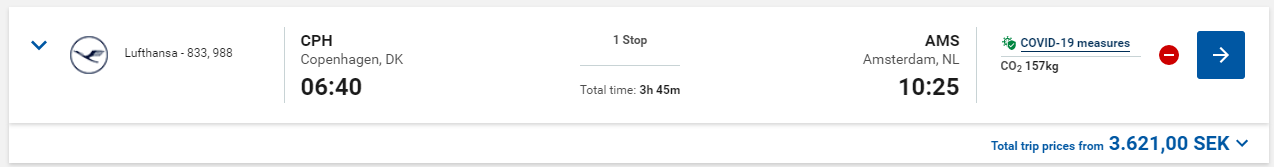 Lufthansa - 833, 988
CPH
Copenhagen, DK
06:40
1 Stop
Total time: 3h 45m
AMS
Amsterdam, NL
10:25
COVID-19 measures
CO₂ 157kg
Total trip prices from 3.621,00 SEK